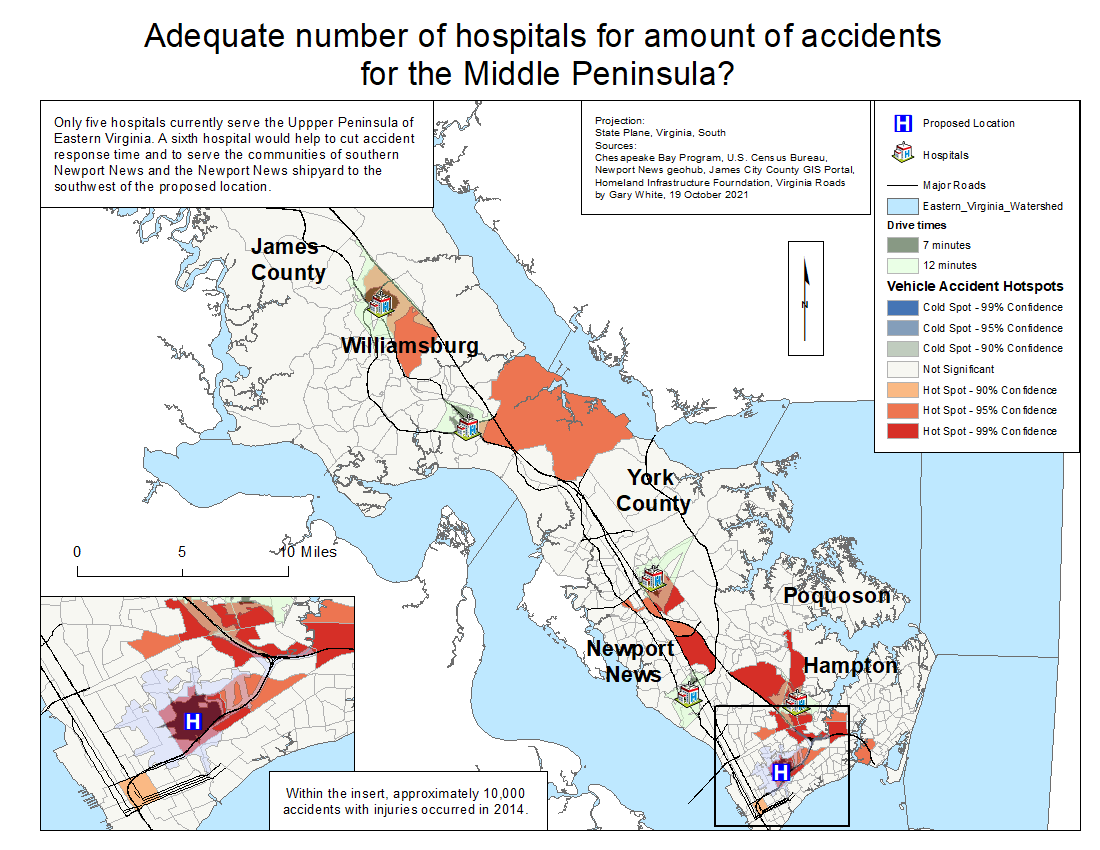 Adequate number of hospitals for amount of accidents
for the Middle Peninsula?
Only five hospitals currently serve the Uppper Peninsula of
Eastern Virginia. A sixth hospital would help to cut accident
response time and to serve the communities of southern
Newport News and the Newport News shipyard to the
southwest of the proposed location.
Projection:
State Plane, Virginia, South
Sources:
Chesapeake Bay Program, U.S. Census Bureau,
Newport News geohub, James City County GIS Portal,
Homeland Infrastructure Founrdation, Virginia Roads
by Gary White, 19 October 2021
H Proposed Location
H Hospitals
Major Roads
Eastern_Virginia_Watershed
Drive times
7 minutes
12 minutes
Vehicle Accident Hotspots
Cold Spot - 99% Confidence
Cold Spot - 95% Confidence
Cold Spot - 90% Confidence
Not Significant
Hot Spot - 90% Confidence
Hot Spot - 95% Confidence
Hot Spot - 99% Confidence
N
James
County
Williamsburg
York
County
Poquoson
Newport
News
Hampton
H
0 5 10 Miles
H
Within the insert, approximately 10,000
accidents with injuries occurred in 2014.